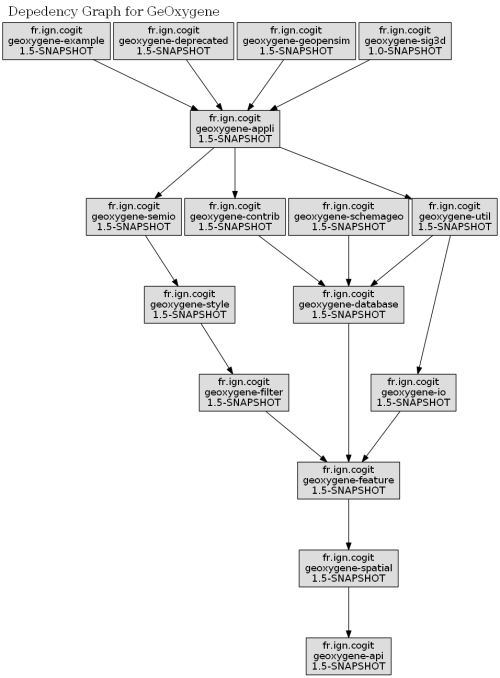 Depedency Graph for GeOxygene
fr.ign.cogit
geoxygene-example
1.5-SNAPSHOT
fr.ign.cogit
geoxygene-deprecated
1.5-SNAPSHOT
fr.ign.cogit
geoxygene-geopensim
1.5-SNAPSHOT
fr.ign.cogit
geoxygene-sig3d
1.0-SNAPSHOT
fr.ign.cogit
geoxygene-appli
1.5-SNAPSHOT
fr.ign.cogit
geoxygene-semio
1.5-SNAPSHOT
fr.ign.cogit
geoxygene-contrib
1.5-SNAPSHOT
fr.ign.cogit
geoxygene-schemageo
1.5-SNAPSHOT
fr.ign.cogit
geoxygene-util
1.5-SNAPSHOT
fr.ign.cogit
geoxygene-style
1.5-SNAPSHOT
fr.ign.cogit
geoxygene-database
1.5-SNAPSHOT
fr.ign.cogit
geoxygene-filter
1.5-SNAPSHOT
fr.ign.cogit
geoxygene-io
1.5-SNAPSHOT
fr.ign.cogit
geoxygene-feature
1.5-SNAPSHOT
fr.ign.cogit
geoxygene-spatial
1.5-SNAPSHOT
fr.ign.cogit
geoxygene-api
1.5-SNAPSHOT